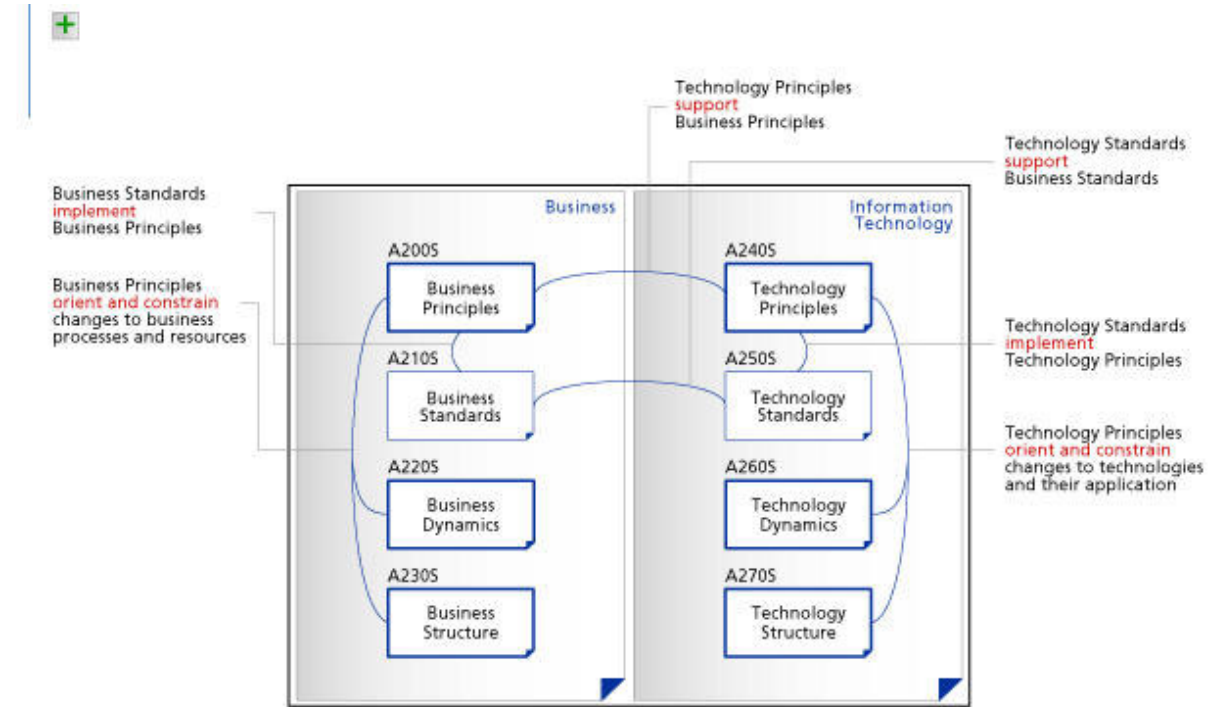 Technology Principles
support
Business Principles
Technology Standards
support
Business Standards
Business Standards
implement
Business Principles
Business Principles
orient and constrain
changes to business
processes and resources
Business
Information
Technology
A200S
Business
Principles
A240S
Technology
Principles
A210S
Business
Standards
A250S
Technology
Standards
A220S
Business
Dynamics
A260S
Technology
Dynamics
A230S
Business
Structure
A270S
Technology
Structure
Technology Standards
implement
Technology Principles
Technology Principles
orient and constrain
changes to technologies
and their application